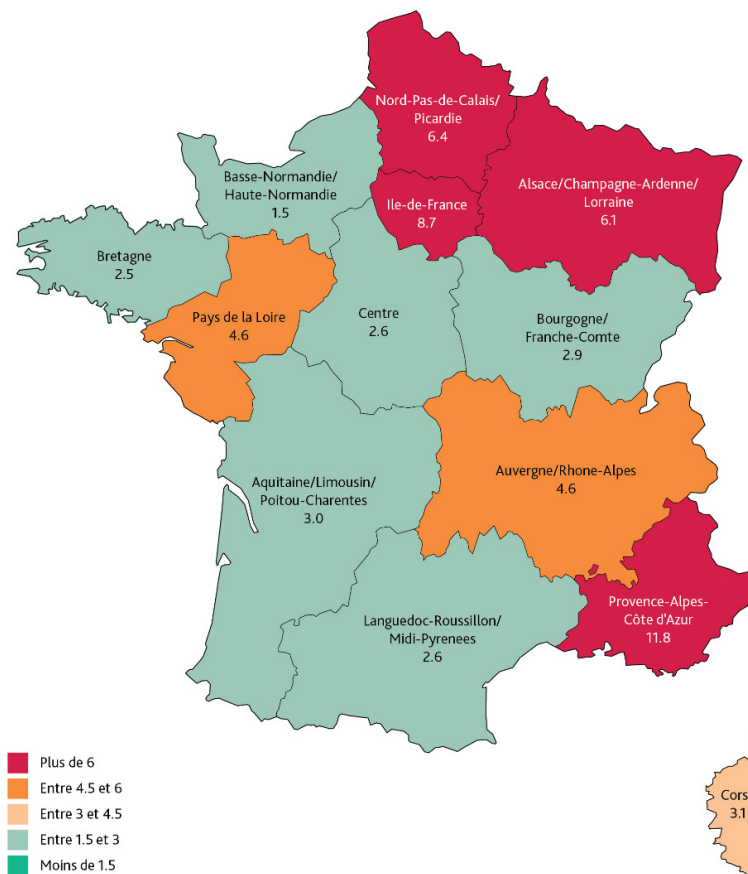 Nord-Pas-de-Calais/
Picardie
6.4
Basse-Normandie/
Haute-Normandie
1.5
Ile-de-France
8.7
Alsace/Champagne-Ardenne/
Lorraine
6.1
Bretagne
2.5
Pays de la Loire
4.6
Centre
2.6
Bourgogne/
Franche-Comte
2.9
Aquitaine/Limousin/
Poitou-Charentes
3.0
Auvergne/Rhone-Alpes
4.6
Provence-Alpes-
Côte d'Azur
11.8
Languedoc-Roussillon/
Midi-Pyrenees
2.6
Plus de 6
Entre 4.5 et 6
Entre 3 et 4.5
Entre 1.5 et 3
Moins de 1.5
Cors
3.1